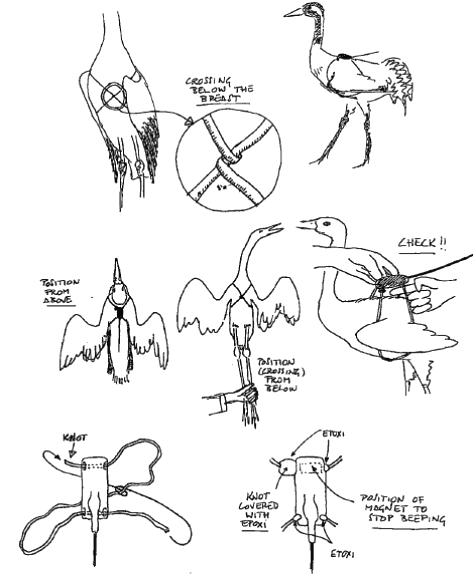 CROSSING
BELOW THE
BREAST
CHECK !!
POSITION
FROM
ABOVE
POSITION
(CROSSING)
FROM
BELOW
KNOT
ETOXI
KNOT
COVERED
WITH
EPOXI
POSITION OF
MAGNET TO
STOP BEEPING
ETOXI